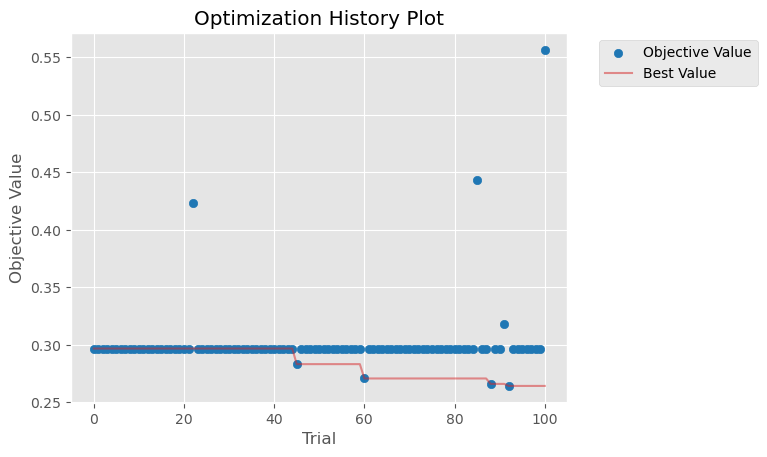 Optimization History Plot
Objective Value
Best Value
0.55
0.50
0.45
0.40
0.35
0.30
0.25
Objective Value
0
20
40
60
80
100
Trial